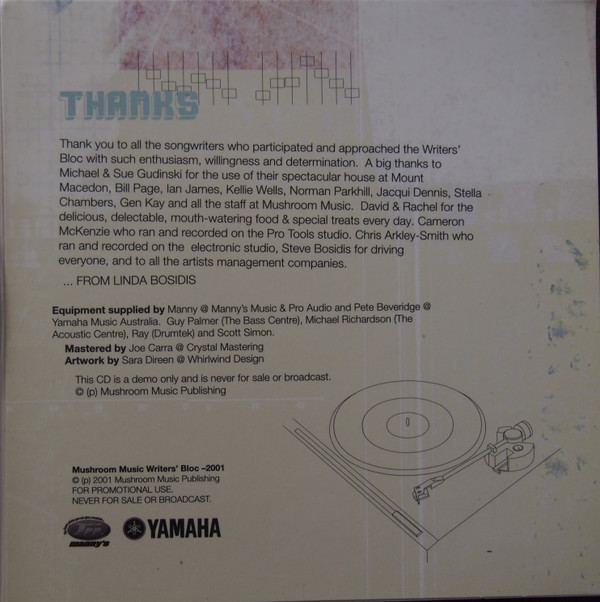 THANKS
Thank you to all the songwriters who participated and approached the Writers'
Bloc with such enthusiasm, willingness and determination. A big thanks to
Michael & Sue Gudinski for the use of their spectacular house at Mount
Macedon, Bill Page, Ian James, Kellie Wells, Norman Parkhill, Jacqui Dennis, Stella
Chambers, Gen Kay and all the staff at Mushroom Music. David & Rachel for the
delicious, delectable, mouth-watering food & special treats every day. Cameron
McKenzie who ran and recorded on the Pro Tools studio. Chris Arkley-Smith who
ran and recorded on the electronic studio, Steve Bosidis for driving
everyone, and to all the artists management companies.
... FROM LINDA BOSIDIS
Equipment supplied by Manny @ Manny's Music & Pro Audio and Pete Beveridge @
Yamaha Music Australia. Guy Palmer (The Bass Centre), Michael Richardson (The
Acoustic Centre), Ray (Drumtek) and Scott Simon.
Mastered by Joe Carra @ Crystal Mastering
Artwork by Sara Direen @ Whirlwind Design
This CD is a demo only and is never for sale or broadcast.
© (p) Mushroom Music Publishing
Mushroom Music Writers' Bloc –2001
© (p) 2001 Mushroom Music Publishing
FOR PROMOTIONAL USE.
NEVER FOR SALE OR BROADCAST.
manny's
YAMAHA